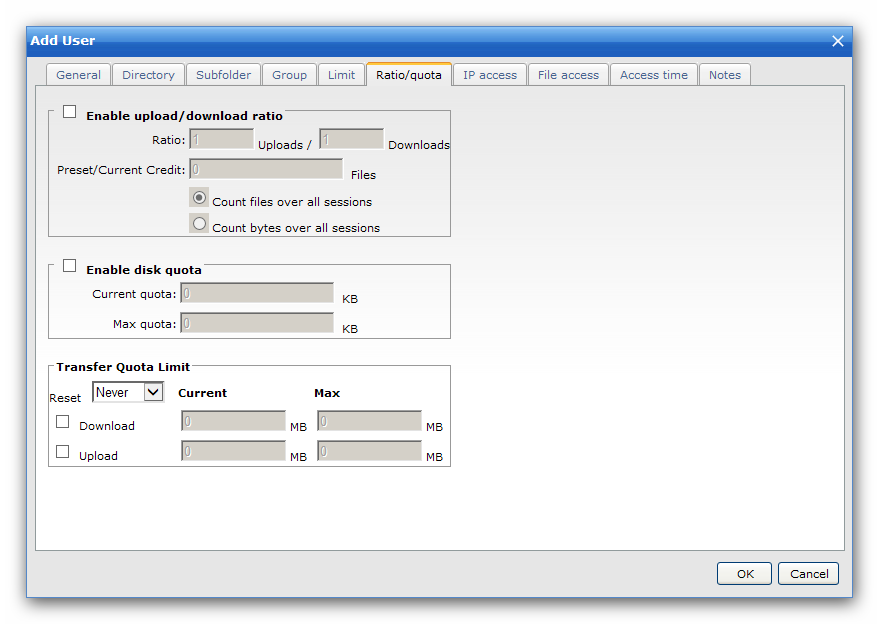 Add User
General Directory Subfolder Group Limit Ratio/quota IP access File access Access time Notes
Enable upload/download ratio
Ratio: 1 Uploads / 1 Downloads
Preset/Current Credit: 0 Files
Count files over all sessions
Count bytes over all sessions
Enable disk quota
Current quota: 0 KB
Max quota: 0 KB
Transfer Quota Limit
Reset Never Current Max
Download 0 MB 0 MB
Upload 0 MB 0 MB
OK Cancel